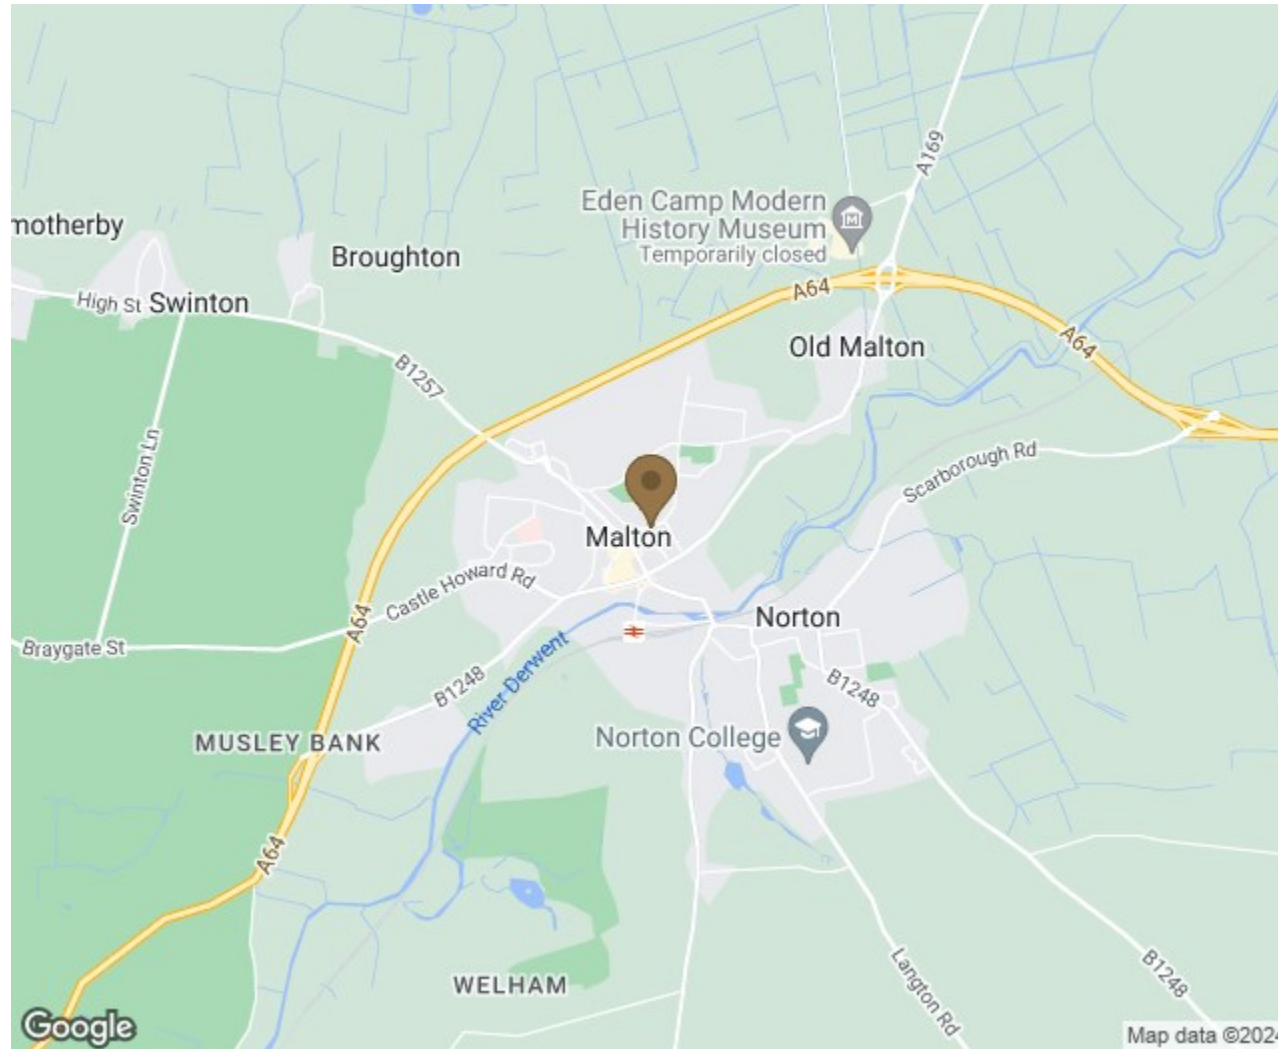 A169
Eden Camp Modern
History Museum
Temporarily closed
motherby
Broughton
A64
High St
Swinton
Old Malton
A64
B1257
Swinton Ln
Scarborough Rd
Malton
Castle Howard Rd
A64
Norton
Braygate St
River Derwent
B1248
B1248
MUSLEY BANK
Norton College
A64
WELHAM
Langton Rd
B1248
Google
Map data ©2024